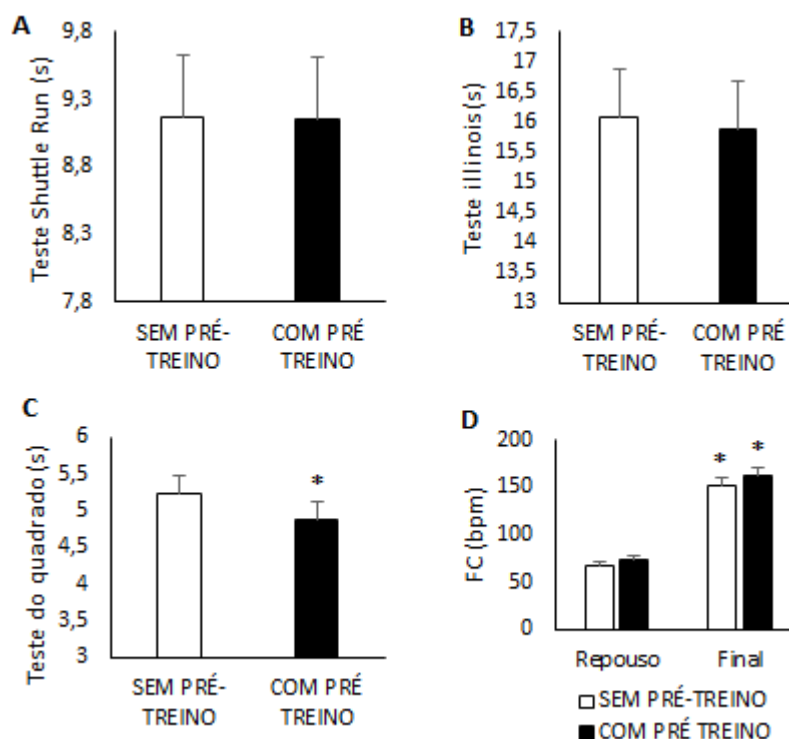 A
Teste Shuttle Run (s)
9,8
9,3
8,8
8,3
7,8
SEM PRÉ-
TREINO
COM PRÉ
TREINO
B
Teste illinois(s)
17,5
17
16,5
16
15,5
15
14,5
14
13,5
13
SEM PRÉ-
TREINO
COM PRÉ
TREINO
C
Teste do quadrado(s)
6
5,5
5
4,5
4
3,5
3
*
SEM PRÉ-
TREINO
COM PRÉ
TREINO
D
FC (bpm)
200
150
100
50
0
* *
Repouso Final
SEM PRÉ-TREINO
COM PRÉ TREINO